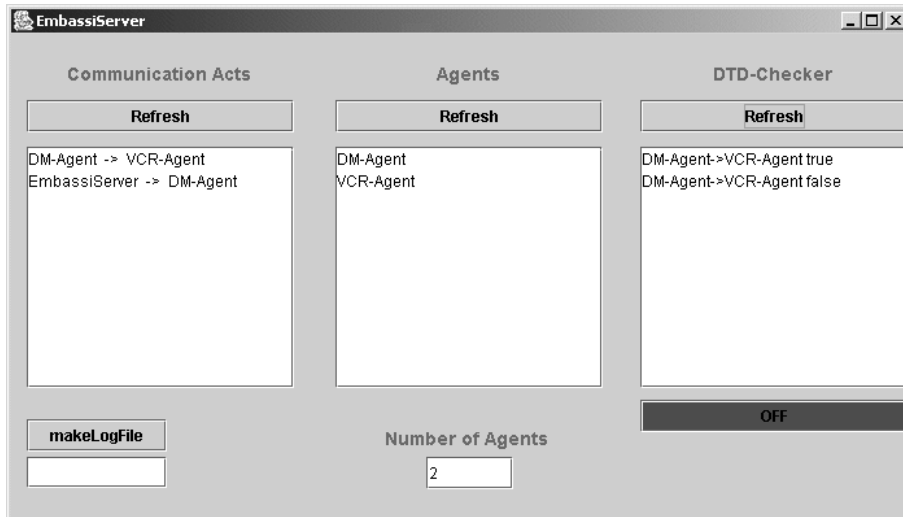 EmbassiServer
Communication Acts
Agents
DTD-Checker
Refresh
Refresh
Refresh
DM-Agent -> VCR-Agent
EmbassiServer -> DM-Agent
DM-Agent
VCR-Agent
DM-Agent->VCR-Agent true
DM-Agent->VCR-Agent false
OFF
makeLogFile
Number of Agents
2